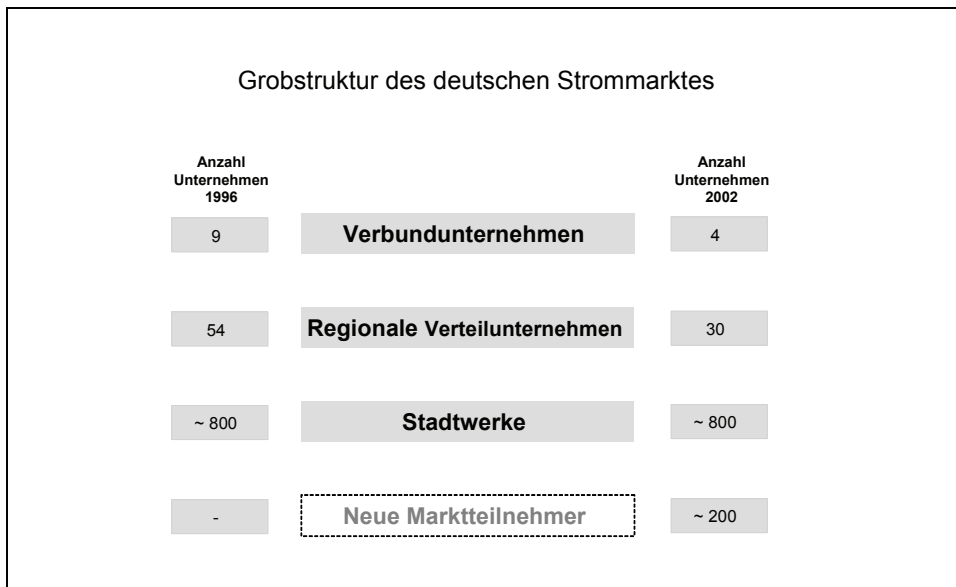 Grobstruktur des deutschen Strommarktes
Anzahl
Unternehmen
1996
Anzahl
Unternehmen
2002
9 Verbundunternehmen 4
54 Regionale Verteilunternehmen 30
~ 800 Stadtwerke ~ 800
- Neue Marktteilnehmer ~ 200